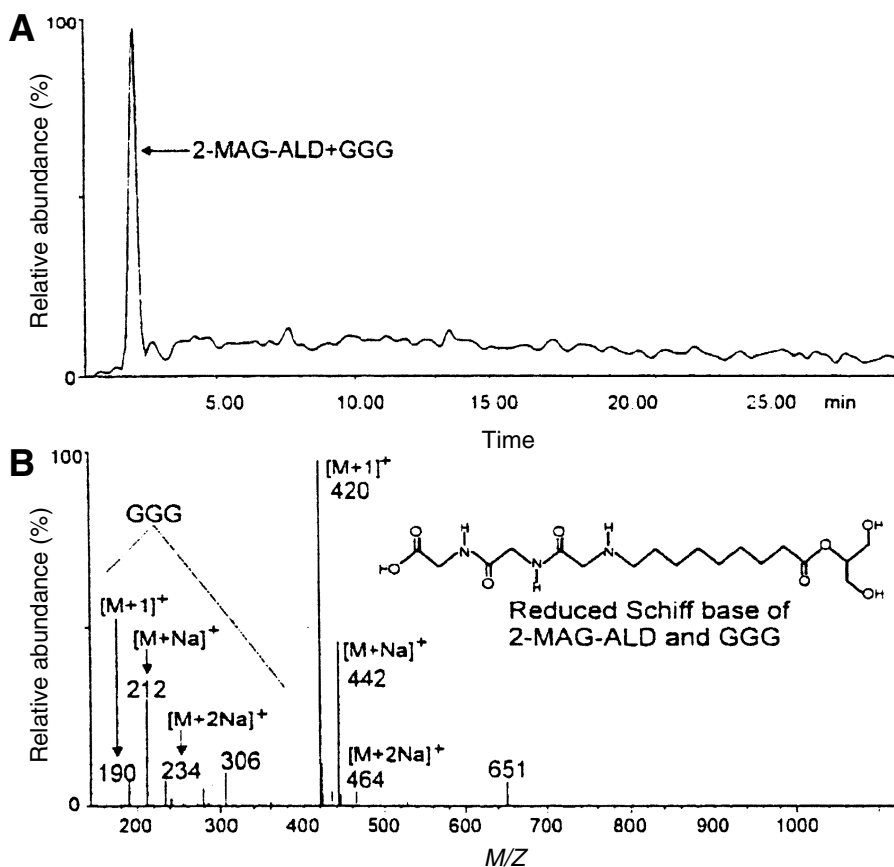 A
100
Relative abundance (%)
2-MAG-ALD+GGG
0
5.00 10.00 15.00 20.00 25.00 min
Time
B
100
Relative abundance (%)
GGG
[M+1]+
420
[M+1]+
[M+Na]+
212
[M+2Na]+
190
234
306
[M+Na]+
442
[M+2Na]+
464
651
O H O H O OH
HO N N N O
O H O OH
Reduced Schiff base of
2-MAG-ALD and GGG
0
200 300 400 500 600 700 800 900 1000
M/Z